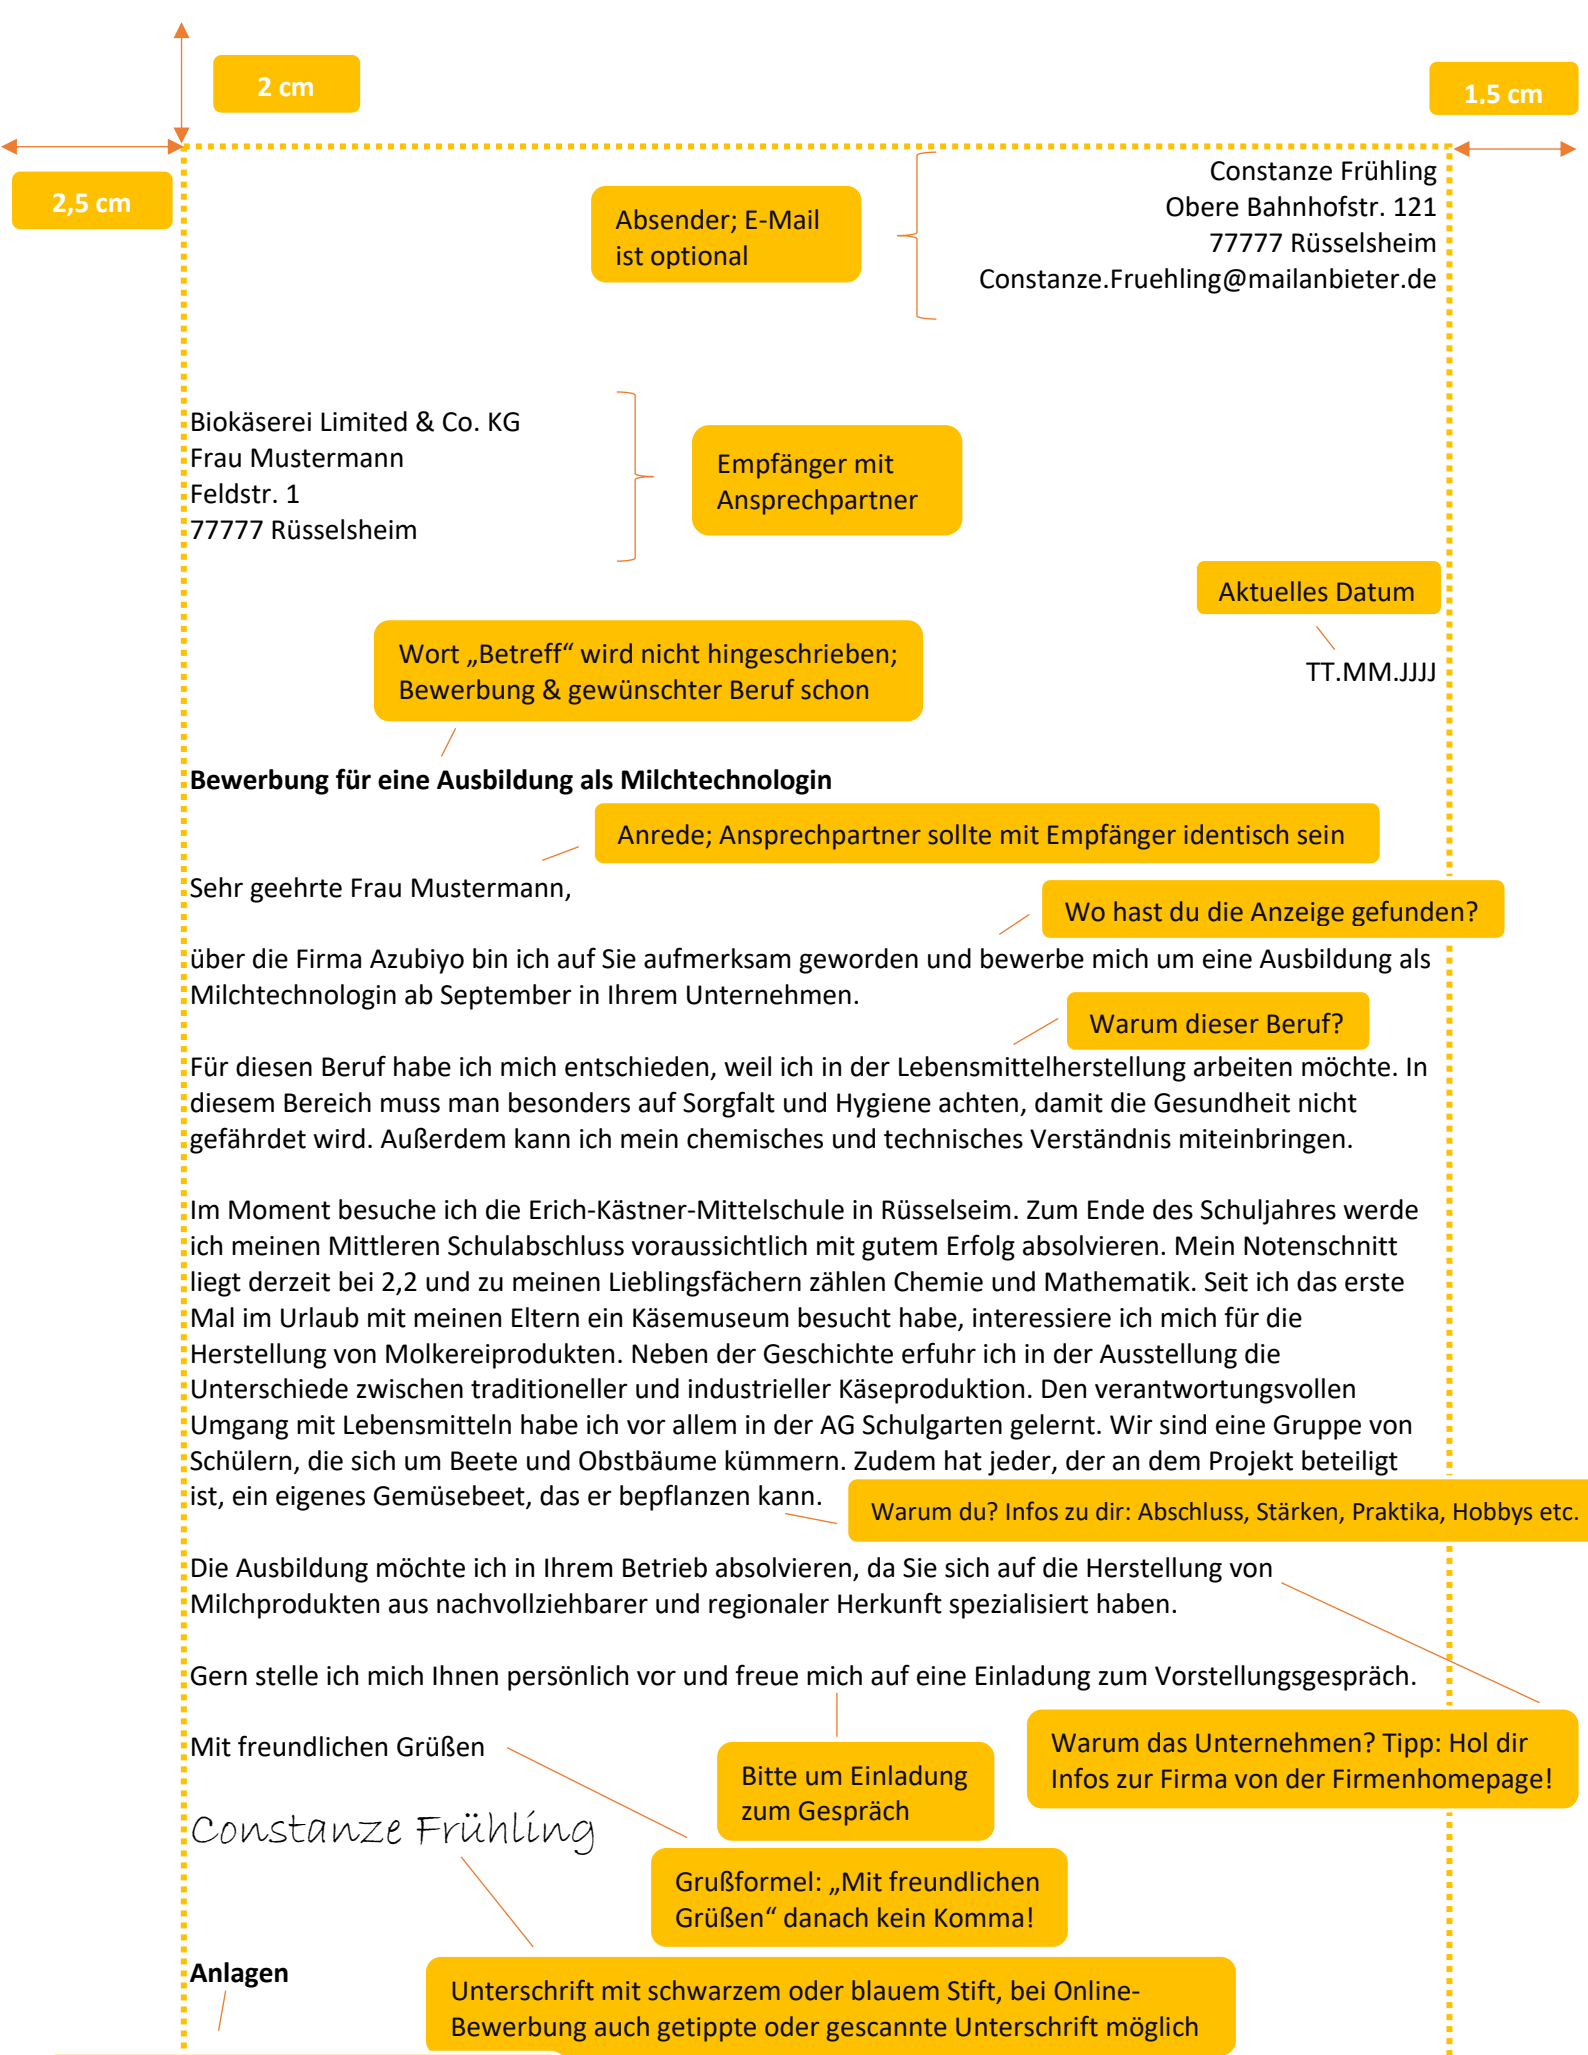 2 cm
1.5 cm
2,5 cm
Constanze Frühling
Obere Bahnhofstr. 121
77777 Rüsselsheim
Constanze.Fruehling@mailanbieter.de
Absender; E-Mail
ist optional
Biokäserei Limited & Co. KG
Frau Mustermann
Feldstr. 1
77777 Rüsselsheim
Empfänger mit
Ansprechpartner
Aktuelles Datum
TT.MM.JJJJ
Wort „Betreff“ wird nicht hingeschrieben;
Bewerbung & gewünschter Beruf schon
Bewerbung für eine Ausbildung als Milchtechnologin
Anrede; Ansprechpartner sollte mit Empfänger identisch sein
Sehr geehrte Frau Mustermann,
Wo hast du die Anzeige gefunden?
über die Firma Azubiyo bin ich auf Sie aufmerksam geworden und bewerbe mich um eine Ausbildung als
Milchtechnologin ab September in Ihrem Unternehmen.
Warum dieser Beruf?
Für diesen Beruf habe ich mich entschieden, weil ich in der Lebensmittelherstellung arbeiten möchte. In
diesem Bereich muss man besonders auf Sorgfalt und Hygiene achten, damit die Gesundheit nicht
gefährdet wird. Außerdem kann ich mein chemisches und technisches Verständnis miteinbringen.
Im Moment besuche ich die Erich-Kästner-Mittelschule in Rüsselseim. Zum Ende des Schuljahres werde
ich meinen Mittleren Schulabschluss voraussichtlich mit gutem Erfolg absolvieren. Mein Notenschnitt
liegt derzeit bei 2,2 und zu meinen Lieblingsfächern zählen Chemie und Mathematik. Seit ich das erste
Mal im Urlaub mit meinen Eltern ein Käsemuseum besucht habe, interessiere ich mich für die
Herstellung von Molkereiprodukten. Neben der Geschichte erfuhr ich in der Ausstellung die
Unterschiede zwischen traditioneller und industrieller Käseproduktion. Den verantwortungsvollen
Umgang mit Lebensmitteln habe ich vor allem in der AG Schulgarten gelernt. Wir sind eine Gruppe von
Schülern, die sich um Beete und Obstbäume kümmern. Zudem hat jeder, der an dem Projekt beteiligt
ist, ein eigenes Gemüsebeet, das er bepflanzen kann.
Warum du? Infos zu dir: Abschluss, Stärken, Praktika, Hobbys etc.
Die Ausbildung möchte ich in Ihrem Betrieb absolvieren, da Sie sich auf die Herstellung von
Milchprodukten aus nachvollziehbarer und regionaler Herkunft spezialisiert haben.
Gern stelle ich mich Ihnen persönlich vor und freue mich auf eine Einladung zum Vorstellungsgespräch.
Mit freundlichen Grüßen
Warum das Unternehmen? Tipp: Hol dir
Infos zur Firma von der Firmenhomepage!
Bitte um Einladung
zum Gespräch
Constanze Frühling
Grußformel: „Mit freundlichen
Grüßen“ danach kein Komma!
Anlagen
Unterschrift mit schwarzem oder blauem Stift, bei Online-
Bewerbung auch getippte oder gescannte Unterschrift möglich